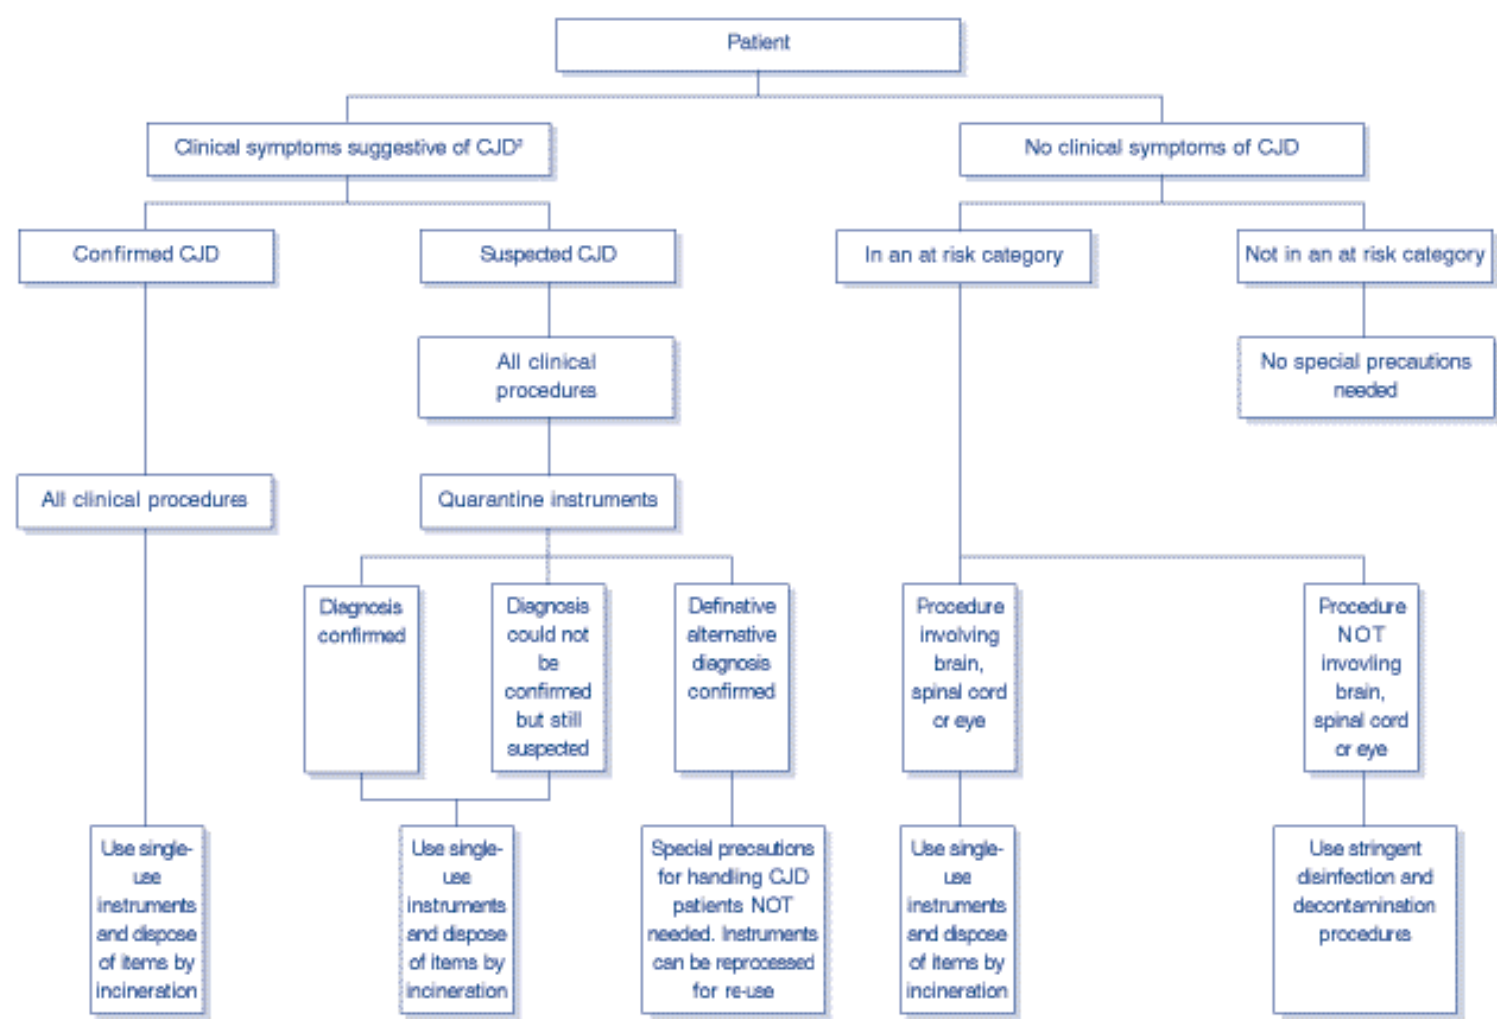 Patient
Clinical symptoms suggestive of CJD²
No clinical symptoms of CJD
Confirmed CJD
Suspected CJD
In an at risk category
Not in an at risk category
All clinical
procedures
No special precautions
needed
All clinical procedures
Quarantine instruments
Diagnosis
confirmed
Diagnosis
could not
be
confirmed
but still
suspected
Definative
alternative
diagnosis
confirmed
Procedure
involving
brain,
spinal cord
or eye
Procedure
NOT
invovling
brain,
spinal cord
or eye
Use single-
use
instruments
and dispose
of items by
incineration
Use single-
use
instruments
and dispose
of items by
incineration
Special precautions
for handling CJD
patients NOT
needed. Instruments
can be reprocessed
for re-use
Use single-
use
instruments
and dispose
of items by
incineration
Use stringent
disinfection and
decontamination
procedures